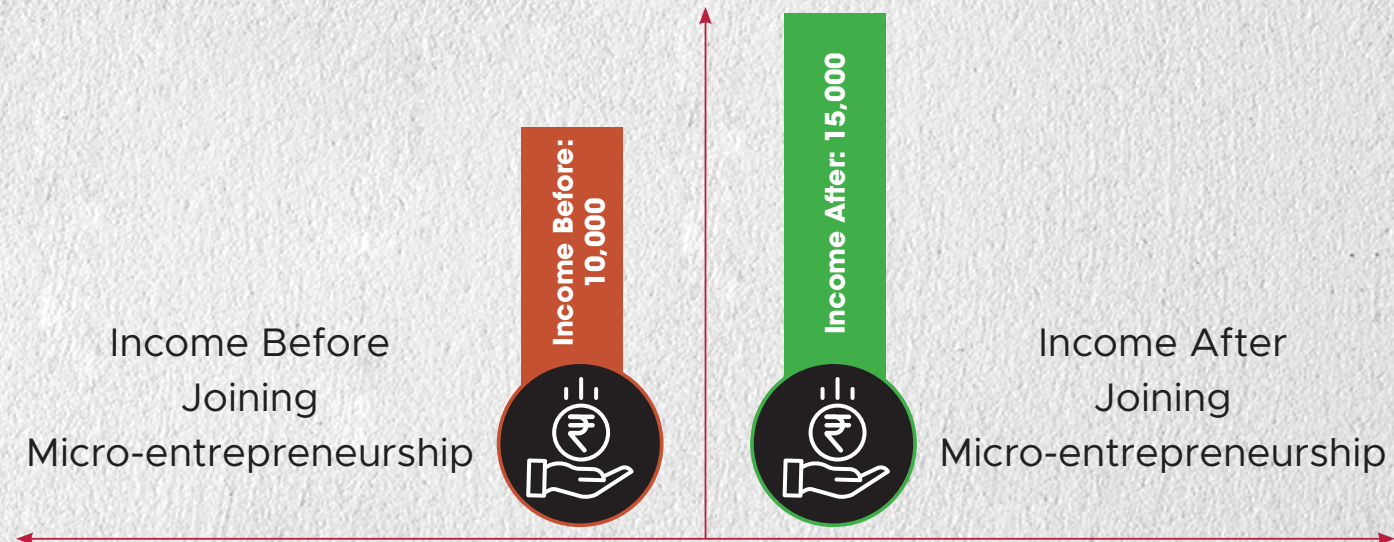 Income Before
Joining
Micro-entrepreneurship
Income Before:
10,000
₹
Income After: 15,000
₹
Income After
Joining
Micro-entrepreneurship